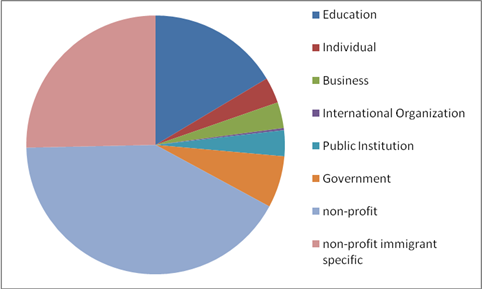 Education
Individual
Business
International Organization
Public Institution
Government
non-profit
non-profit immigrant
specific